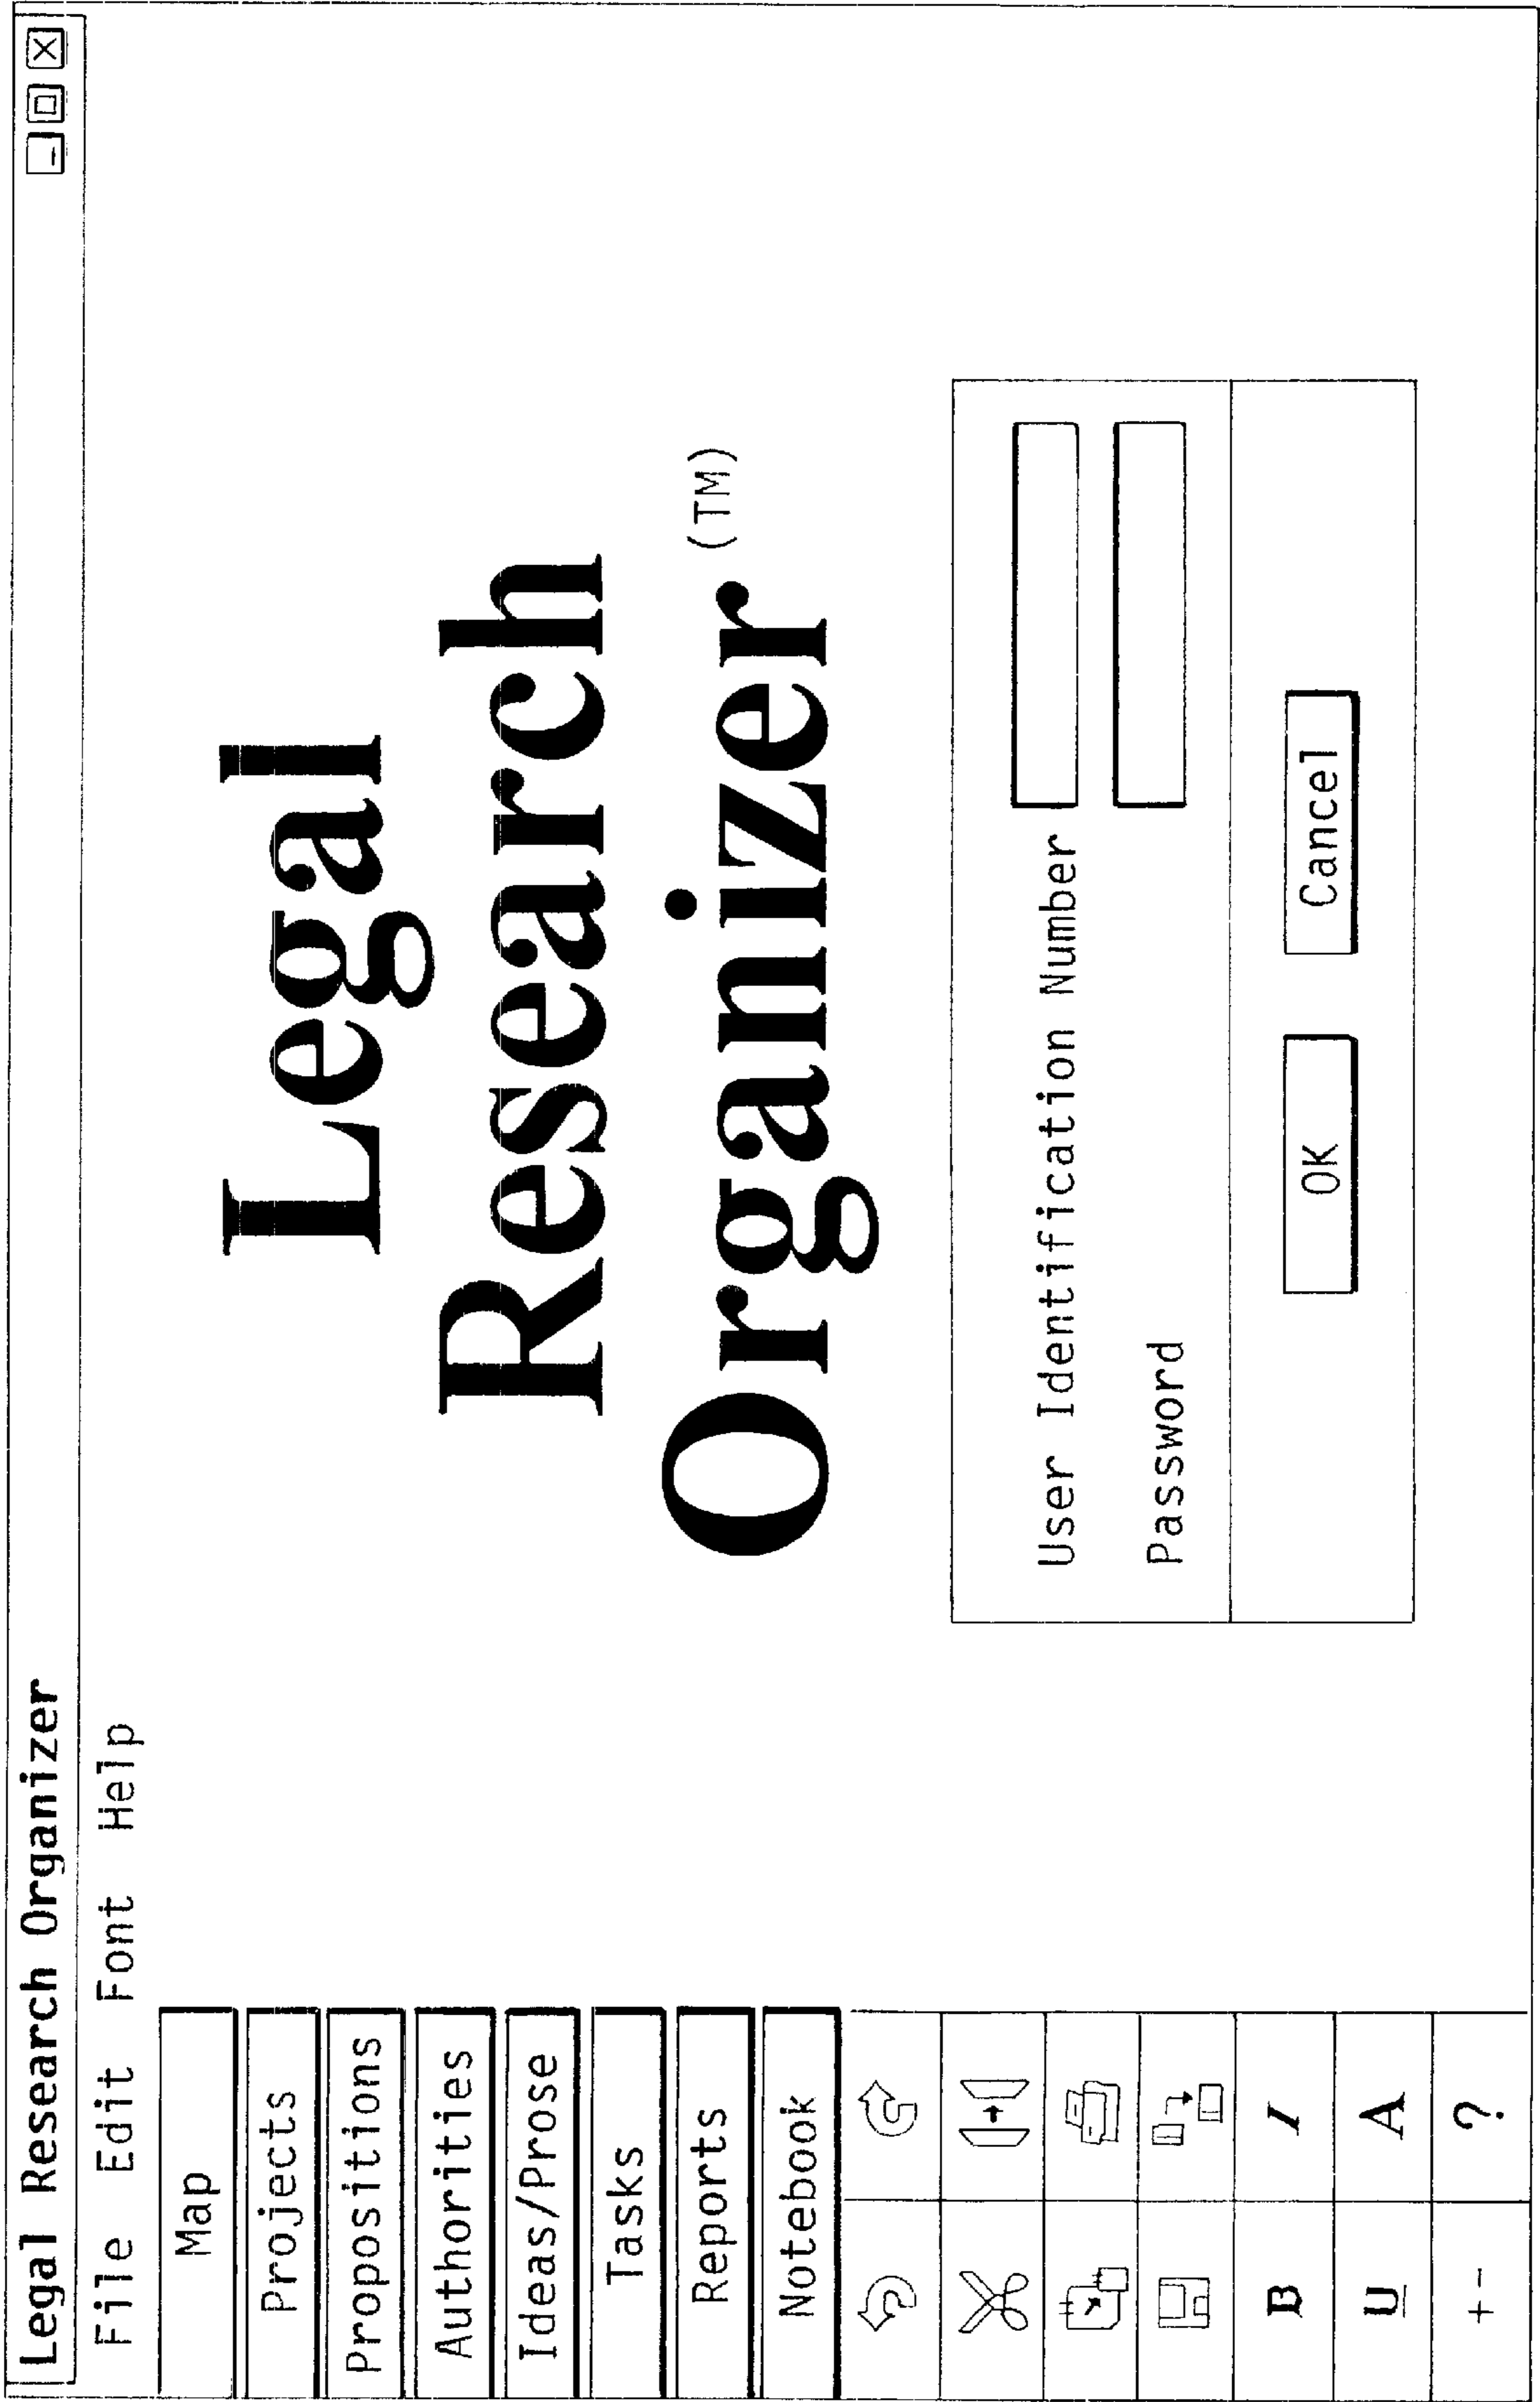 Legal Research Organizer
File Edit Font Help
Map
Projects
Propositions
Authorities
Ideas/Prose
Tasks
Reports
Notebook
B I
U A
+- ?
Legal
Research
Organizer (TM)
User Identification Number
Password
OK Cancel